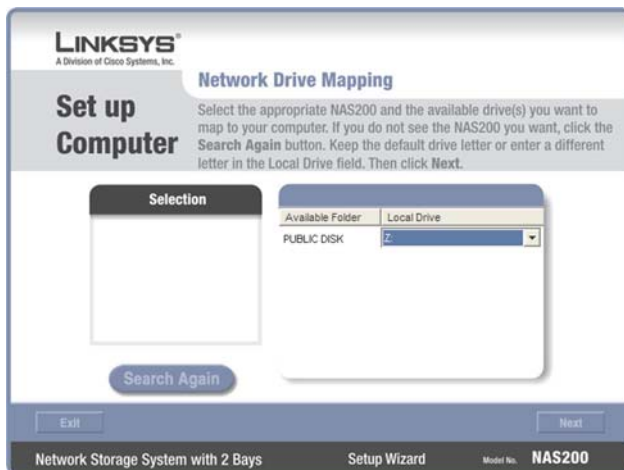 LINKSYS®
A Division of Cisco Systems, Inc.
Set up
Computer
Network Drive Mapping
Select the appropriate NAS200 and the available drive(s) you want to
map to your computer. If you do not see the NAS200 you want, click the
Search Again button. Keep the default drive letter or enter a different
letter in the Local Drive field. Then click Next.
Selection
Available Folder Local Drive
PUBLIC DISK Z:
Search Again
Exit Next
Network Storage System with 2 Bays Setup Wizard Model No. NAS200